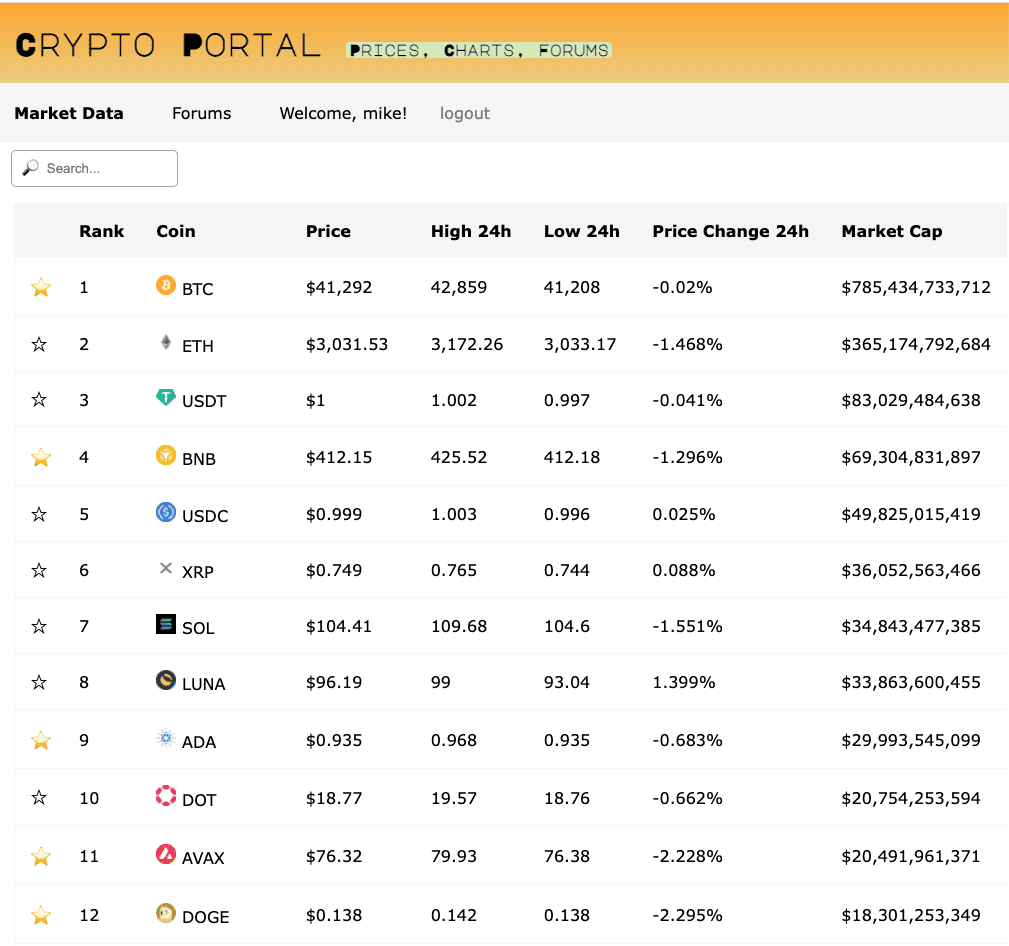 Crypto Portal Prices, Charts, Forums
Market Data Forums Welcome, mike! logout
Search...
Rank Coin Price High 24h Low 24h Price Change 24h Market Cap
1 BTC $41,292 42,859 41,208 -0.02% $785,434,733,712
2 ETH $3,031.53 3,172.26 3,033.17 -1.468% $365,174,792,684
3 USDT $1 1.002 0.997 -0.041% $83,029,484,638
4 BNB $412.15 425.52 412.18 -1.296% $69,304,831,897
5 USDC $0.999 1.003 0.996 0.025% $49,825,015,419
6 XRP $0.749 0.765 0.744 0.088% $36,052,563,466
7 SOL $104.41 109.68 104.6 -1.551% $34,843,477,385
8 LUNA $96.19 99 93.04 1.399% $33,863,600,455
9 ADA $0.935 0.968 0.935 -0.683% $29,993,545,099
10 DOT $18.77 19.57 18.76 -0.662% $20,754,253,594
11 AVAX $76.32 79.93 76.38 -2.228% $20,491,961,371
12 DOGE $0.138 0.142 0.138 -2.295% $18,301,253,349